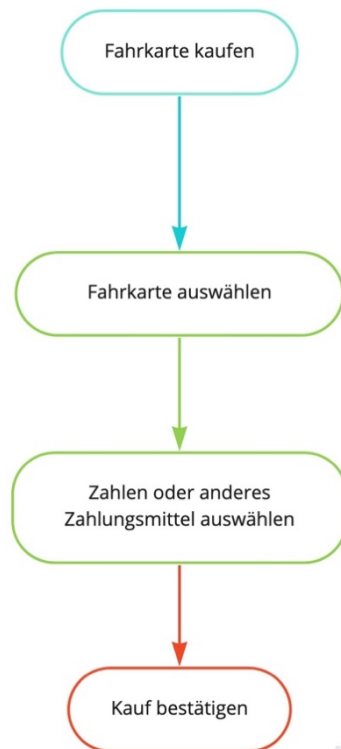 Fahrkarte kaufen
Fahrkarte auswählen
Zahlen oder anderes
Zahlungsmittel auswählen
Kauf bestätigen